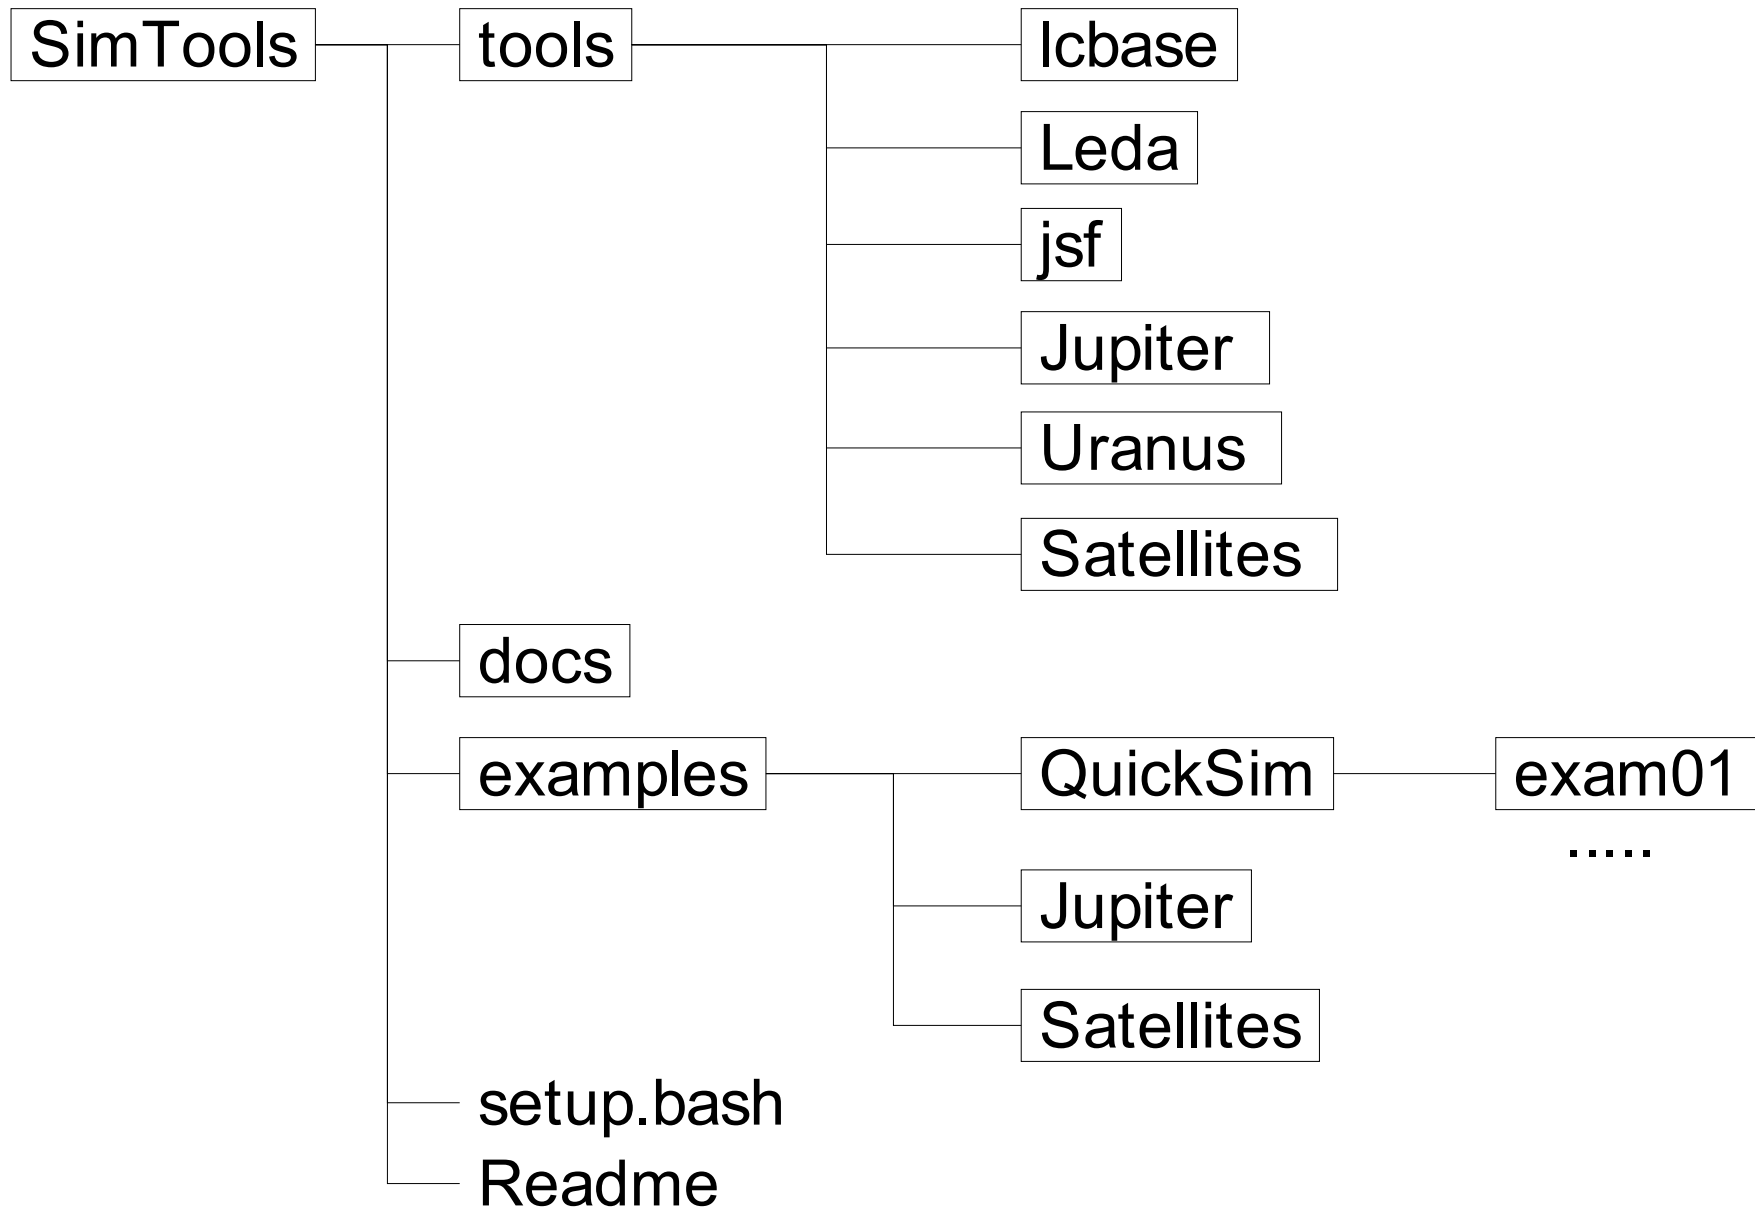 SimTools tools lcbase
Leda
jsf
Jupiter
Uranus
Satellites
docs
examples QuickSim exam01
.....
Jupiter
Satellites
setup.bash
Readme